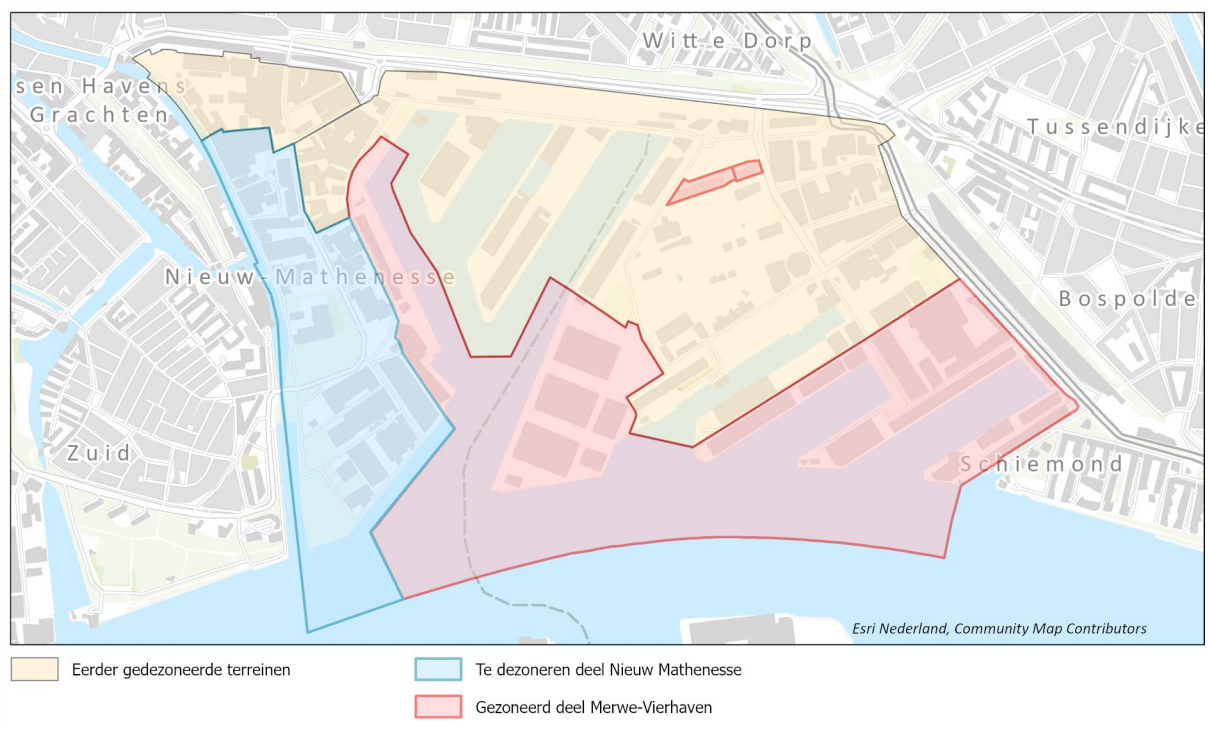 Witte Dorp
sen Havens
Grachten
Tussendijke
Nieuw-Mathenesse
Bospolde
Zuid
Schiemond
Esri Nederland, Community Map Contributors
Eerder gedezoneerde terreinen
Te dezoneren deel Nieuw Mathenesse
Gezoneerd deel Merwe-Vierhaven